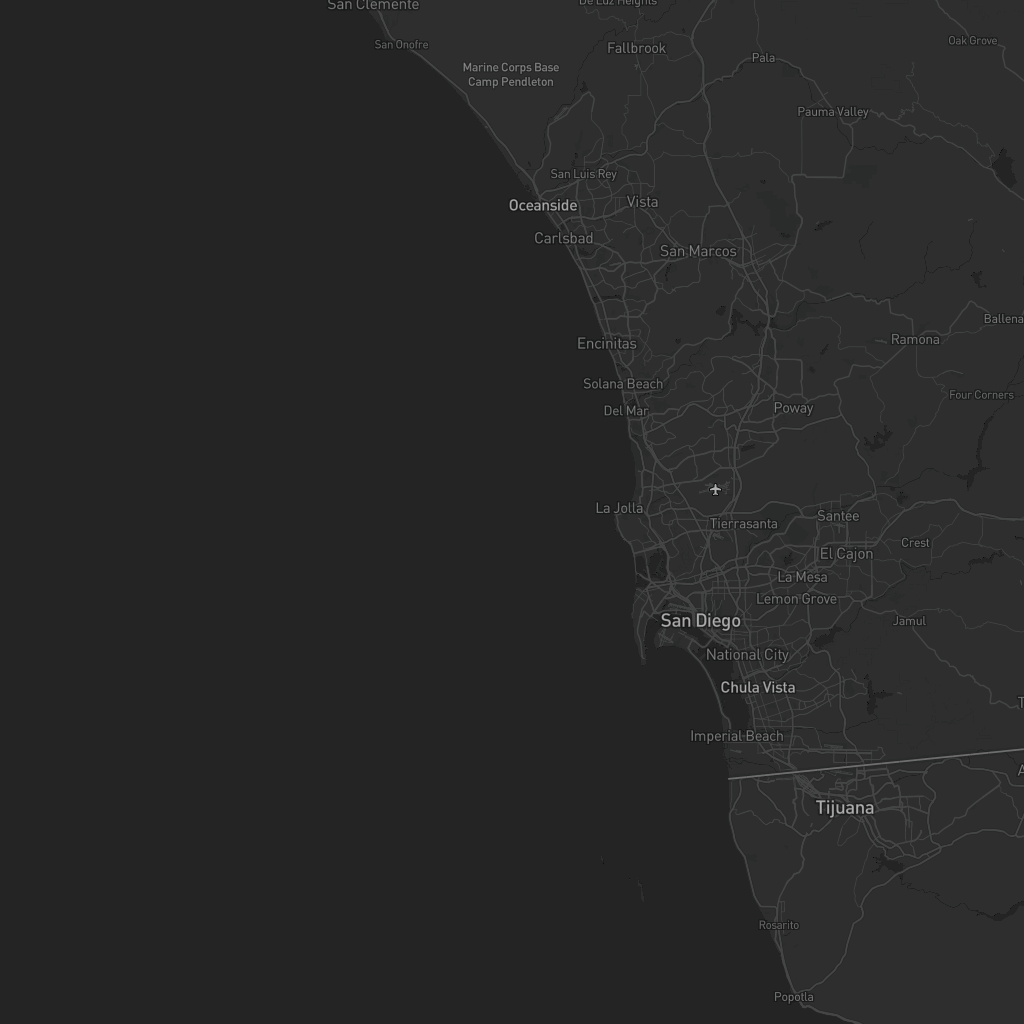 San Clemente
De Luz Heights
San Onofre
Fallbrook
Oak Grove
Pala
Marine Corps Base
Camp Pendleton
Pauma Valley
San Luis Rey
Oceanside
Vista
Carlsbad
San Marcos
Ballena
Encinitas
Ramona
Solana Beach
Four Corners
Del Mar
Poway
La Jolla
Tierrasanta
Santee
Crest
El Cajon
La Mesa
Lemon Grove
San Diego
Jamul
National City
Chula Vista
T
Imperial Beach
A
Tijuana
Rosarito
Popotla